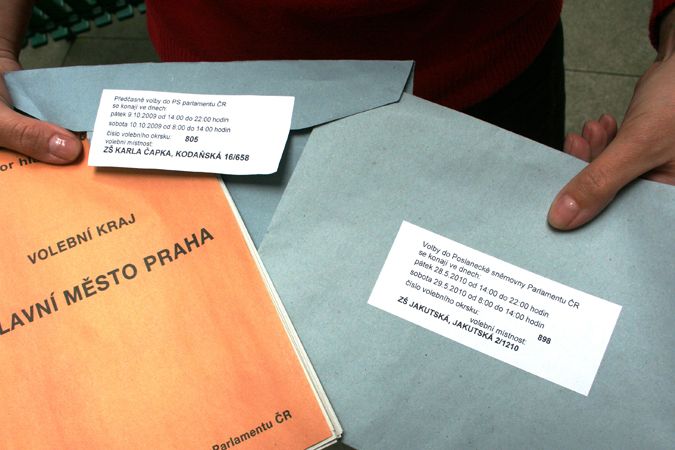 Předčasné volby do PS parlamentu ČR
se konají ve dnech:
pátek 9.10.2009 od 14:00 do 22:00 hodin
sobota 10.10.2009 od 8:00 do 14:00 hodin
číslo volebního okrsku: 805
volební místnost:
ZŠ KARLA ČAPKA, KODAŇSKÁ 16/658
VOLEBNÍ KRAJ
LAVNÍ MĚSTO PRAHA
Parlamentu ČR
Volby do Poslanecké sněmovny Parlamentu ČR
se konají ve dnech:
pátek 28.5.2010 od 14:00 do 22:00 hodin
sobota 29.5.2010 od 8:00 do 14:00 hodin
číslo volebního okrsku: 898
volební místnost:
ZŠ JAKUTSKÁ, JAKUTSKÁ 2/1210